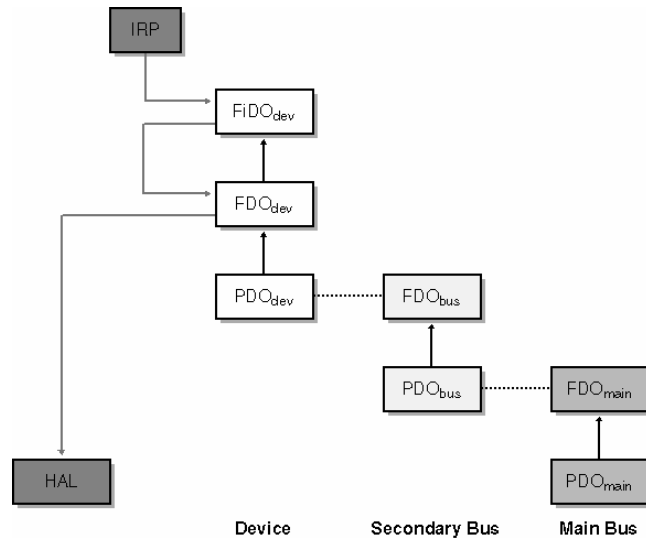 IRP
FiDOdev
FDOdev
PDOdev FDObus
PDObus FDOmain
HAL PDOmain
Device Secondary Bus Main Bus